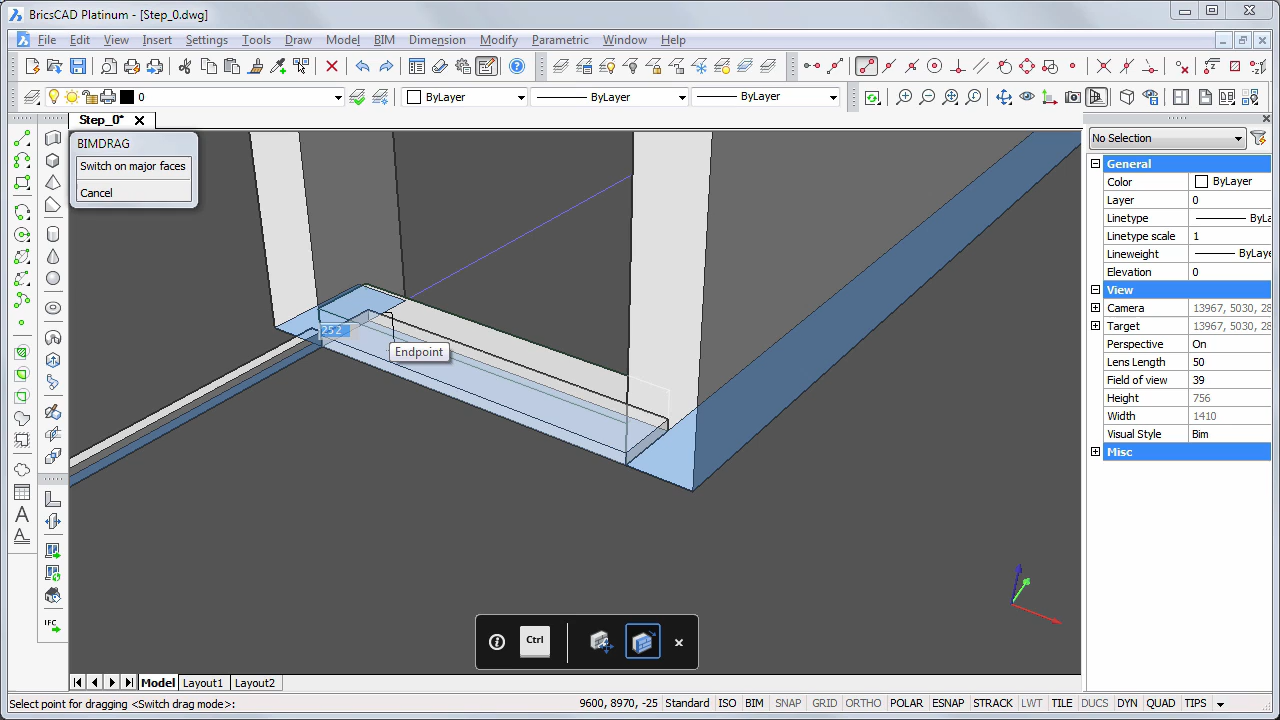 BricsCAD Platinum - [Step_0.dwg]
File Edit View Insert Settings Tools Draw Model BIM Dimension Modify Parametric Window Help
0 ByLayer ByLayer ByLayer
Step_0*
BIMDRAG
Switch on major faces
Cancel
252
Endpoint
No Selection
General
Color ByLayer
Layer 0
Linetype ByLa
Linetype scale 1
Lineweight ByLa
Elevation 0
View
Camera 13967, 5030, 28
Target 13967, 5030, 28
Perspective On
Lens Length 50
Field of view 39
Height 756
Width 1410
Visual Style Bim
Misc
A
A
IFC
Ctrl
Model Layout1 Layout2
Select point for dragging <Switch drag mode>: 9600, 8970, -25 Standard ISO BIM SNAP GRID ORTHO POLAR ESNAP STRACK LWT TILE DUCS DYN QUAD TIPS